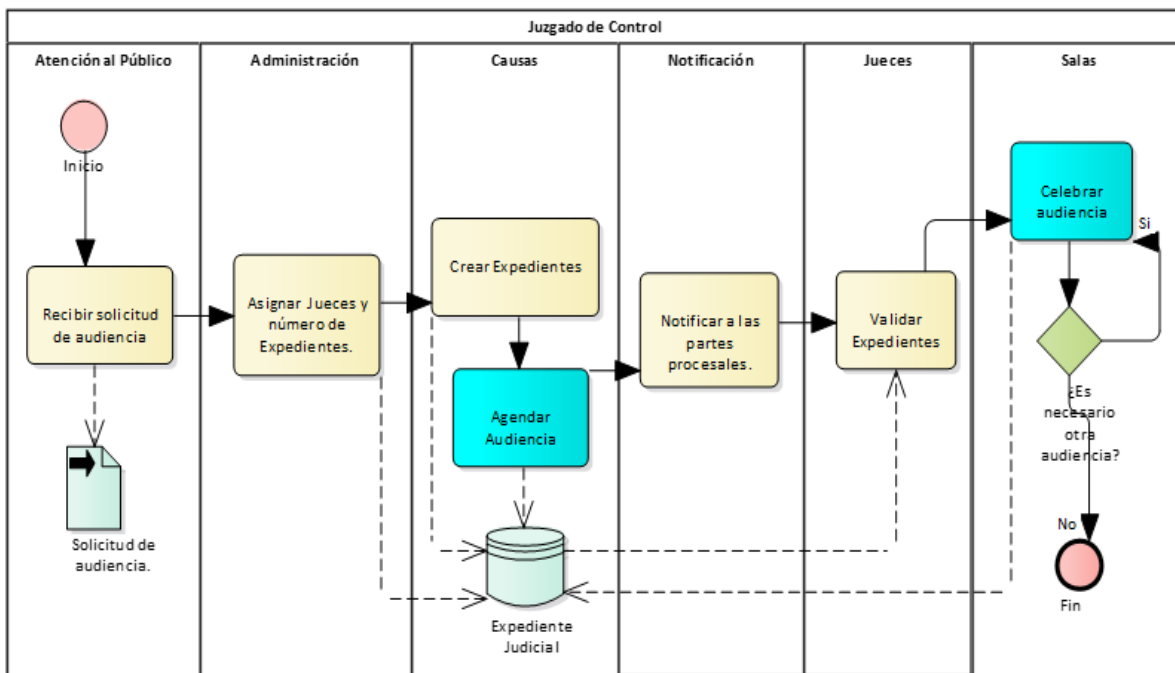 Juzgado de Control
Atención al Público
Administración
Causas
Notificación
Jueces
Salas
Inicio
Recibir solicitud
de audiencia
Solicitud de
audiencia.
Asignar Jueces y
número de
Expedientes.
Crear Expedientes
Agendar
Audiencia
Expediente
Judicial
Notificar a las
partes
procesales.
Validar
Expedientes
Celebrar
audiencia
Si
¿Es
necesario
otra
audiencia?
No
Fin